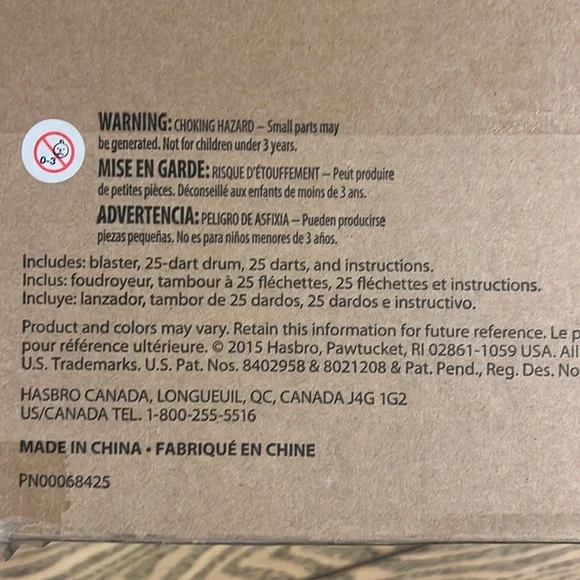 WARNING: CHOKING HAZARD – Small parts may
be generated. Not for children under 3 years.
0-3
MISE EN GARDE: RISQUE D'ÉTOUFFEMENT – Peut produire
de petites pièces. Déconseillé aux enfants de moins de 3 ans.
ADVERTENCIA: PELIGRO DE ASFIXIA – Pueden producirse
piezas pequeñas. No es para niños menores de 3 años.
Includes: blaster, 25-dart drum, 25 darts, and instructions.
Inclus: foudroyeur, tambour à 25 fléchettes, 25 fléchettes et instructions.
Incluye: lanzador, tambor de 25 dardos, 25 dardos e instructivo.
Product and colors may vary. Retain this information for future reference. Le p
pour référence ultérieure. © 2015 Hasbro, Pawtucket, RI 02861-1059 USA. All
U.S. Trademarks. U.S. Pat. Nos. 8402958 & 8021208 & Pat. Pend., Reg. Des. No
HASBRO CANADA, LONGUEUIL, QC, CANADA J4G 1G2
US/CANADA TEL. 1-800-255-5516
MADE IN CHINA • FABRIQUÉ EN CHINE
PN00068425